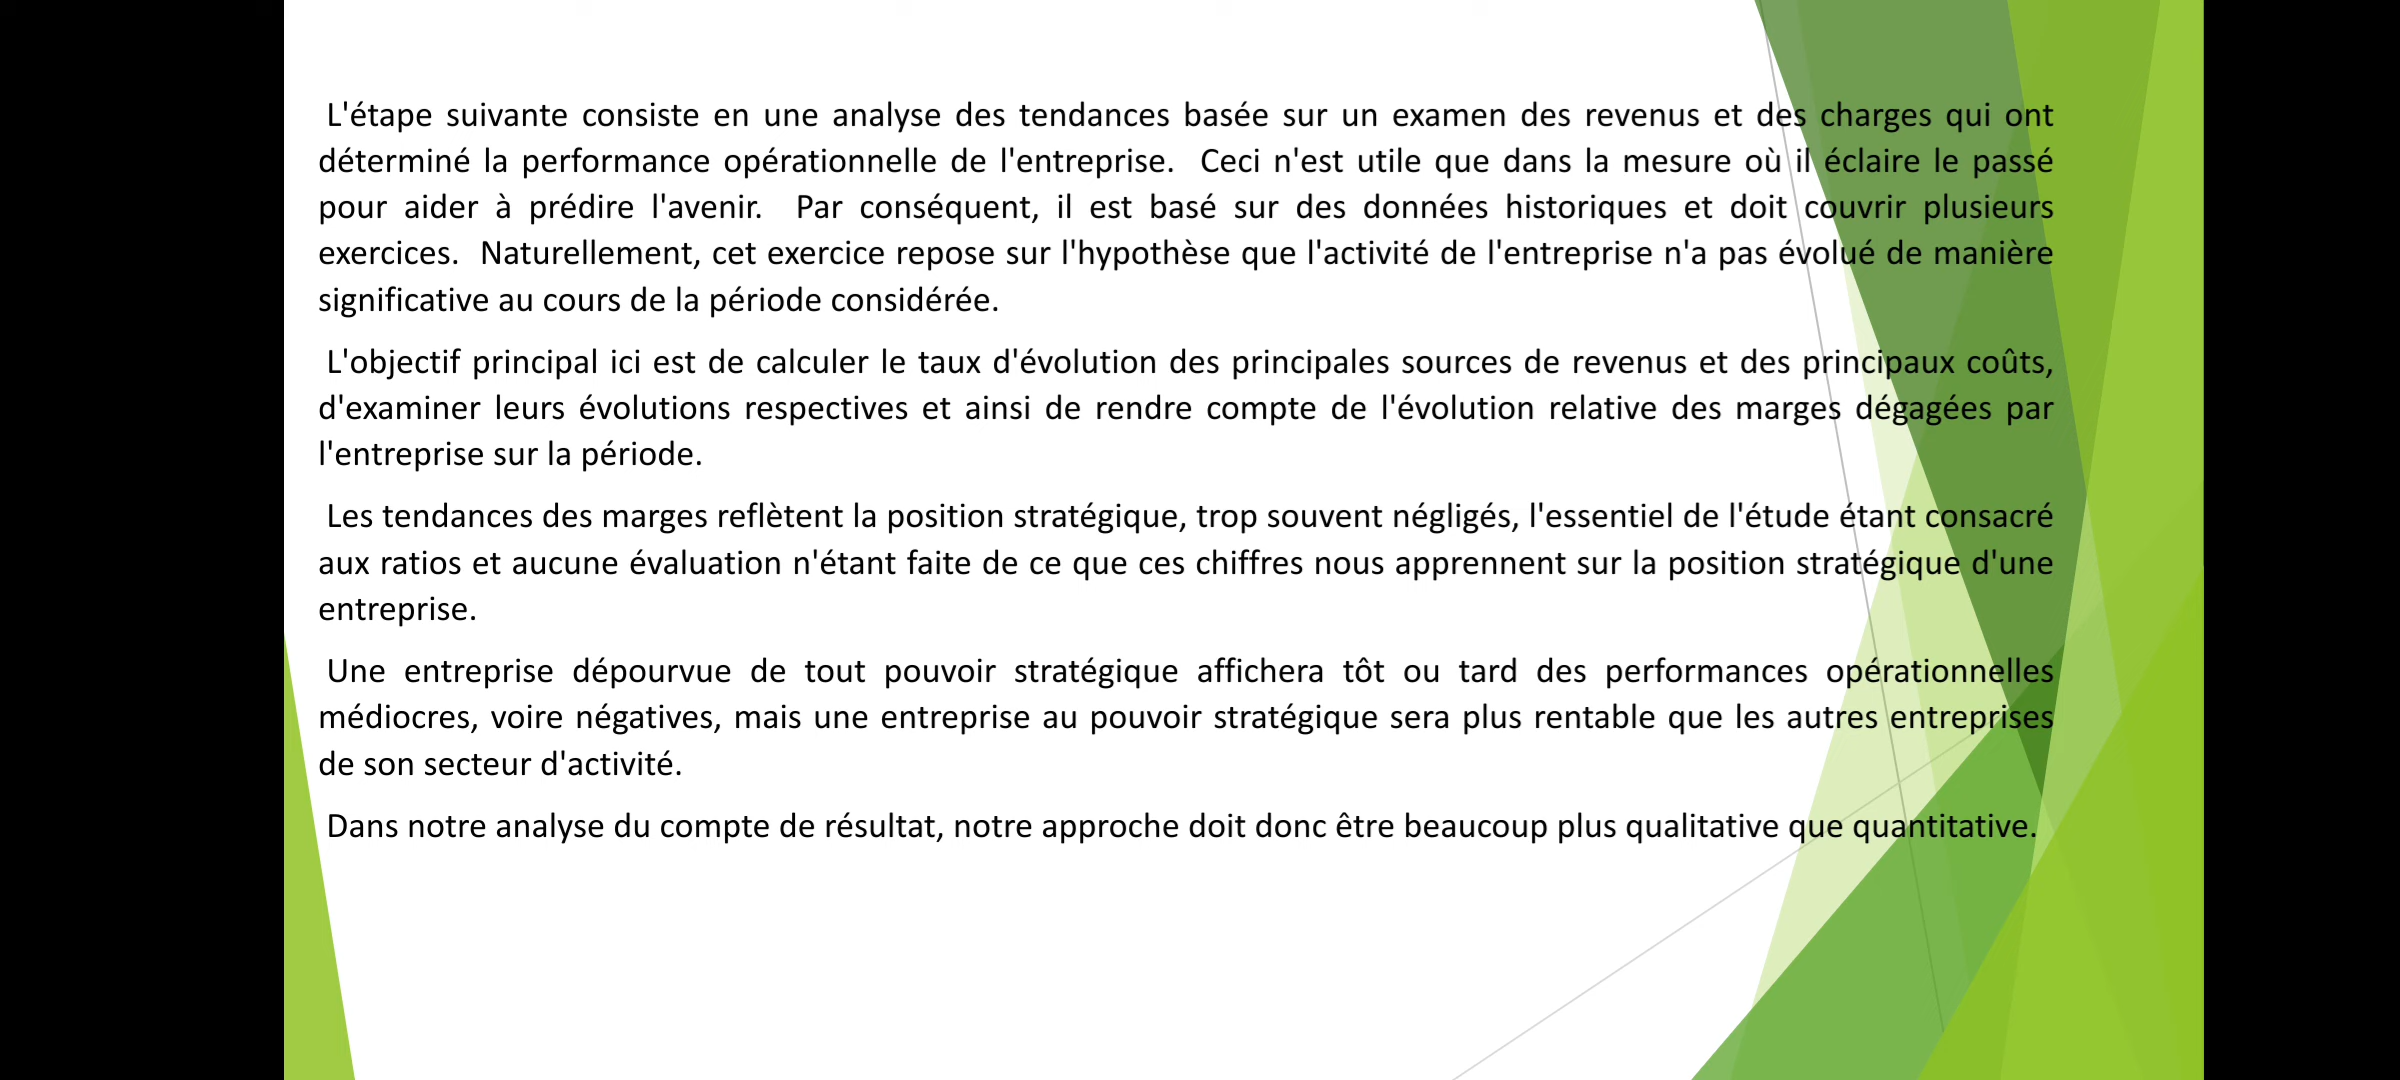 L'étape suivante consiste en une analyse des tendances basée sur un examen des revenus et des charges qui ont
déterminé la performance opérationnelle de l'entreprise.  Ceci n'est utile que dans la mesure où il éclaire le passé
pour aider à prédire l'avenir.  Par conséquent, il est basé sur des données historiques et doit couvrir plusieurs
exercices.  Naturellement, cet exercice repose sur l'hypothèse que l'activité de l'entreprise n'a pas évolué de manière
significative au cours de la période considérée.
L'objectif principal ici est de calculer le taux d'évolution des principales sources de revenus et des principaux coûts,
d'examiner leurs évolutions respectives et ainsi de rendre compte de l'évolution relative des marges dégagées par
l'entreprise sur la période.
Les tendances des marges reflètent la position stratégique, trop souvent négligés, l'essentiel de l'étude étant consacré
aux ratios et aucune évaluation n'étant faite de ce que ces chiffres nous apprennent sur la position stratégique d'une
entreprise.
Une entreprise dépourvue de tout pouvoir stratégique affichera tôt ou tard des performances opérationnelles
médiocres, voire négatives, mais une entreprise au pouvoir stratégique sera plus rentable que les autres entreprises
de son secteur d'activité.
Dans notre analyse du compte de résultat, notre approche doit donc être beaucoup plus qualitative que quantitative.